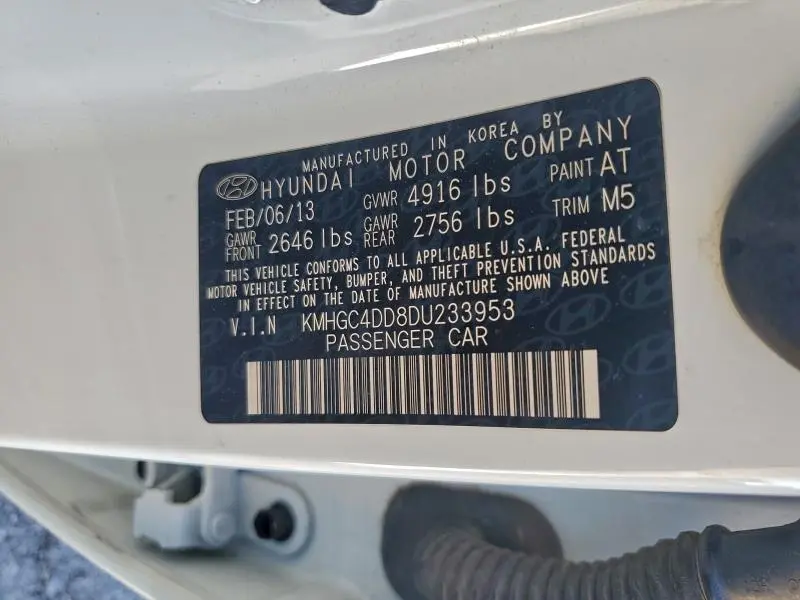 MANUFACTURED IN KOREA BY
HYUNDAI MOTOR COMPANY
FEB/06/13 GVWR 4916 lbs PAINT AT
GAWR FRONT 2646 lbs GAWR REAR 2756 lbs TRIM M5
THIS VEHICLE CONFORMS TO ALL APPLICABLE U.S.A. FEDERAL
MOTOR VEHICLE SAFETY, BUMPER, AND THEFT PREVENTION STANDARDS
IN EFFECT ON THE DATE OF MANUFACTURE SHOWN ABOVE
V.I.N KMHGC4DD8DU233953
PASSENGER CAR